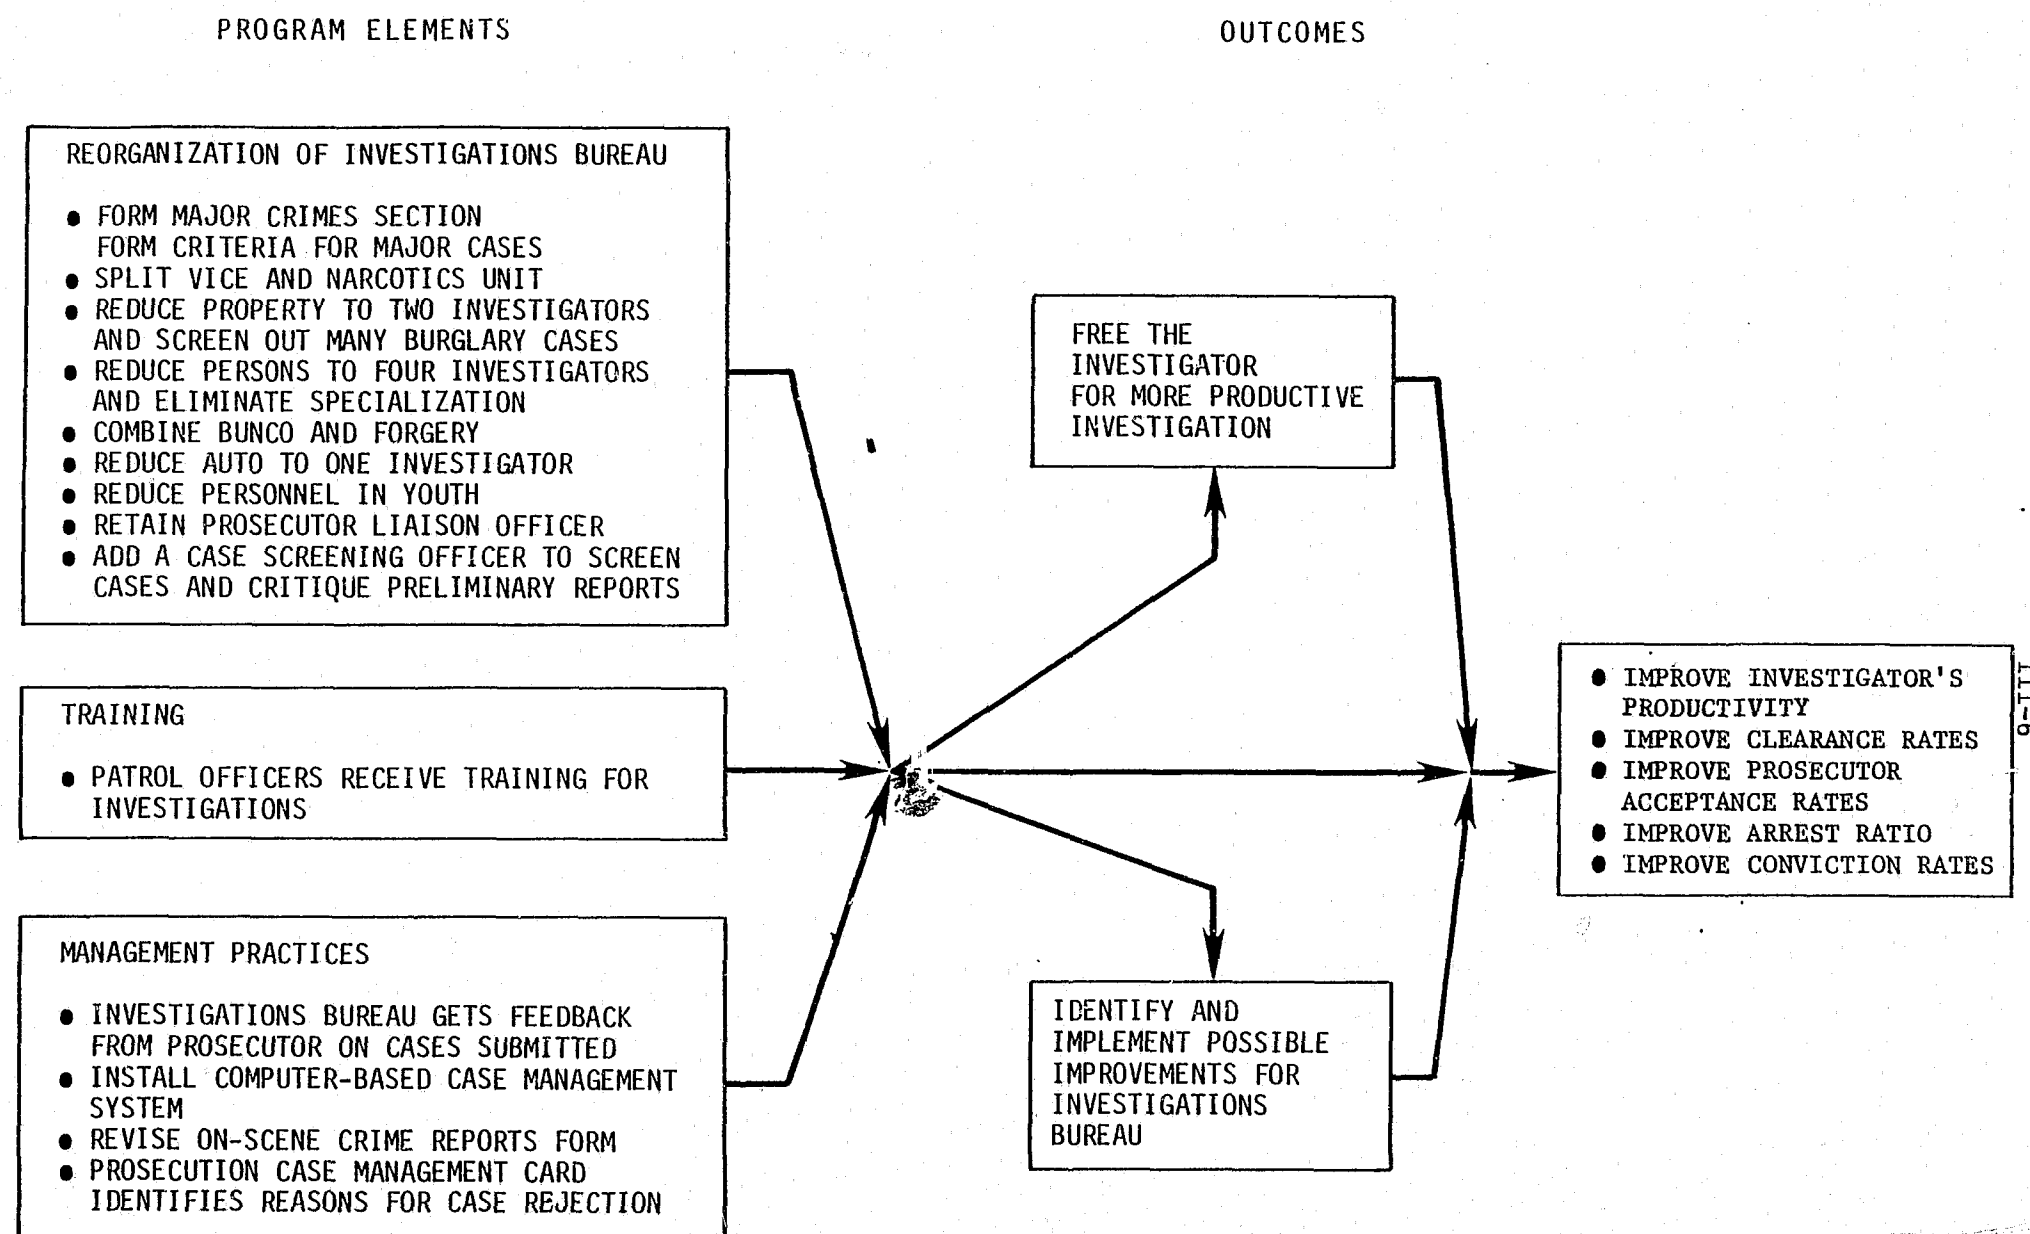 PROGRAM ELEMENTS
OUTCOMES
REORGANIZATION OF INVESTIGATIONS BUREAU
● FORM MAJOR CRIMES SECTION
FORM CRITERIA FOR MAJOR CASES
● SPLIT VICE AND NARCOTICS UNIT
● REDUCE PROPERTY TO TWO INVESTIGATORS
AND SCREEN OUT MANY BURGLARY CASES
● REDUCE PERSONS TO FOUR INVESTIGATORS
AND ELIMINATE SPECIALIZATION
● COMBINE BUNCO AND FORGERY
● REDUCE AUTO TO ONE INVESTIGATOR
● REDUCE PERSONNEL IN YOUTH
● RETAIN PROSECUTOR LIAISON OFFICER
● ADD A CASE SCREENING OFFICER TO SCREEN
CASES AND CRITIQUE PRELIMINARY REPORTS
TRAINING
● PATROL OFFICERS RECEIVE TRAINING FOR
INVESTIGATIONS
MANAGEMENT PRACTICES
● INVESTIGATIONS BUREAU GETS FEEDBACK
FROM PROSECUTOR ON CASES SUBMITTED
● INSTALL COMPUTER-BASED CASE MANAGEMENT
SYSTEM
● REVISE ON-SCENE CRIME REPORTS FORM
● PROSECUTION CASE MANAGEMENT CARD
IDENTIFIES REASONS FOR CASE REJECTION
FREE THE
INVESTIGATOR
FOR MORE PRODUCTIVE
INVESTIGATION
IDENTIFY AND
IMPLEMENT POSSIBLE
IMPROVEMENTS FOR
INVESTIGATIONS
BUREAU
● IMPROVE INVESTIGATOR'S
PRODUCTIVITY
● IMPROVE CLEARANCE RATES
● IMPROVE PROSECUTOR
ACCEPTANCE RATES
● IMPROVE ARREST RATIO
● IMPROVE CONVICTION RATES